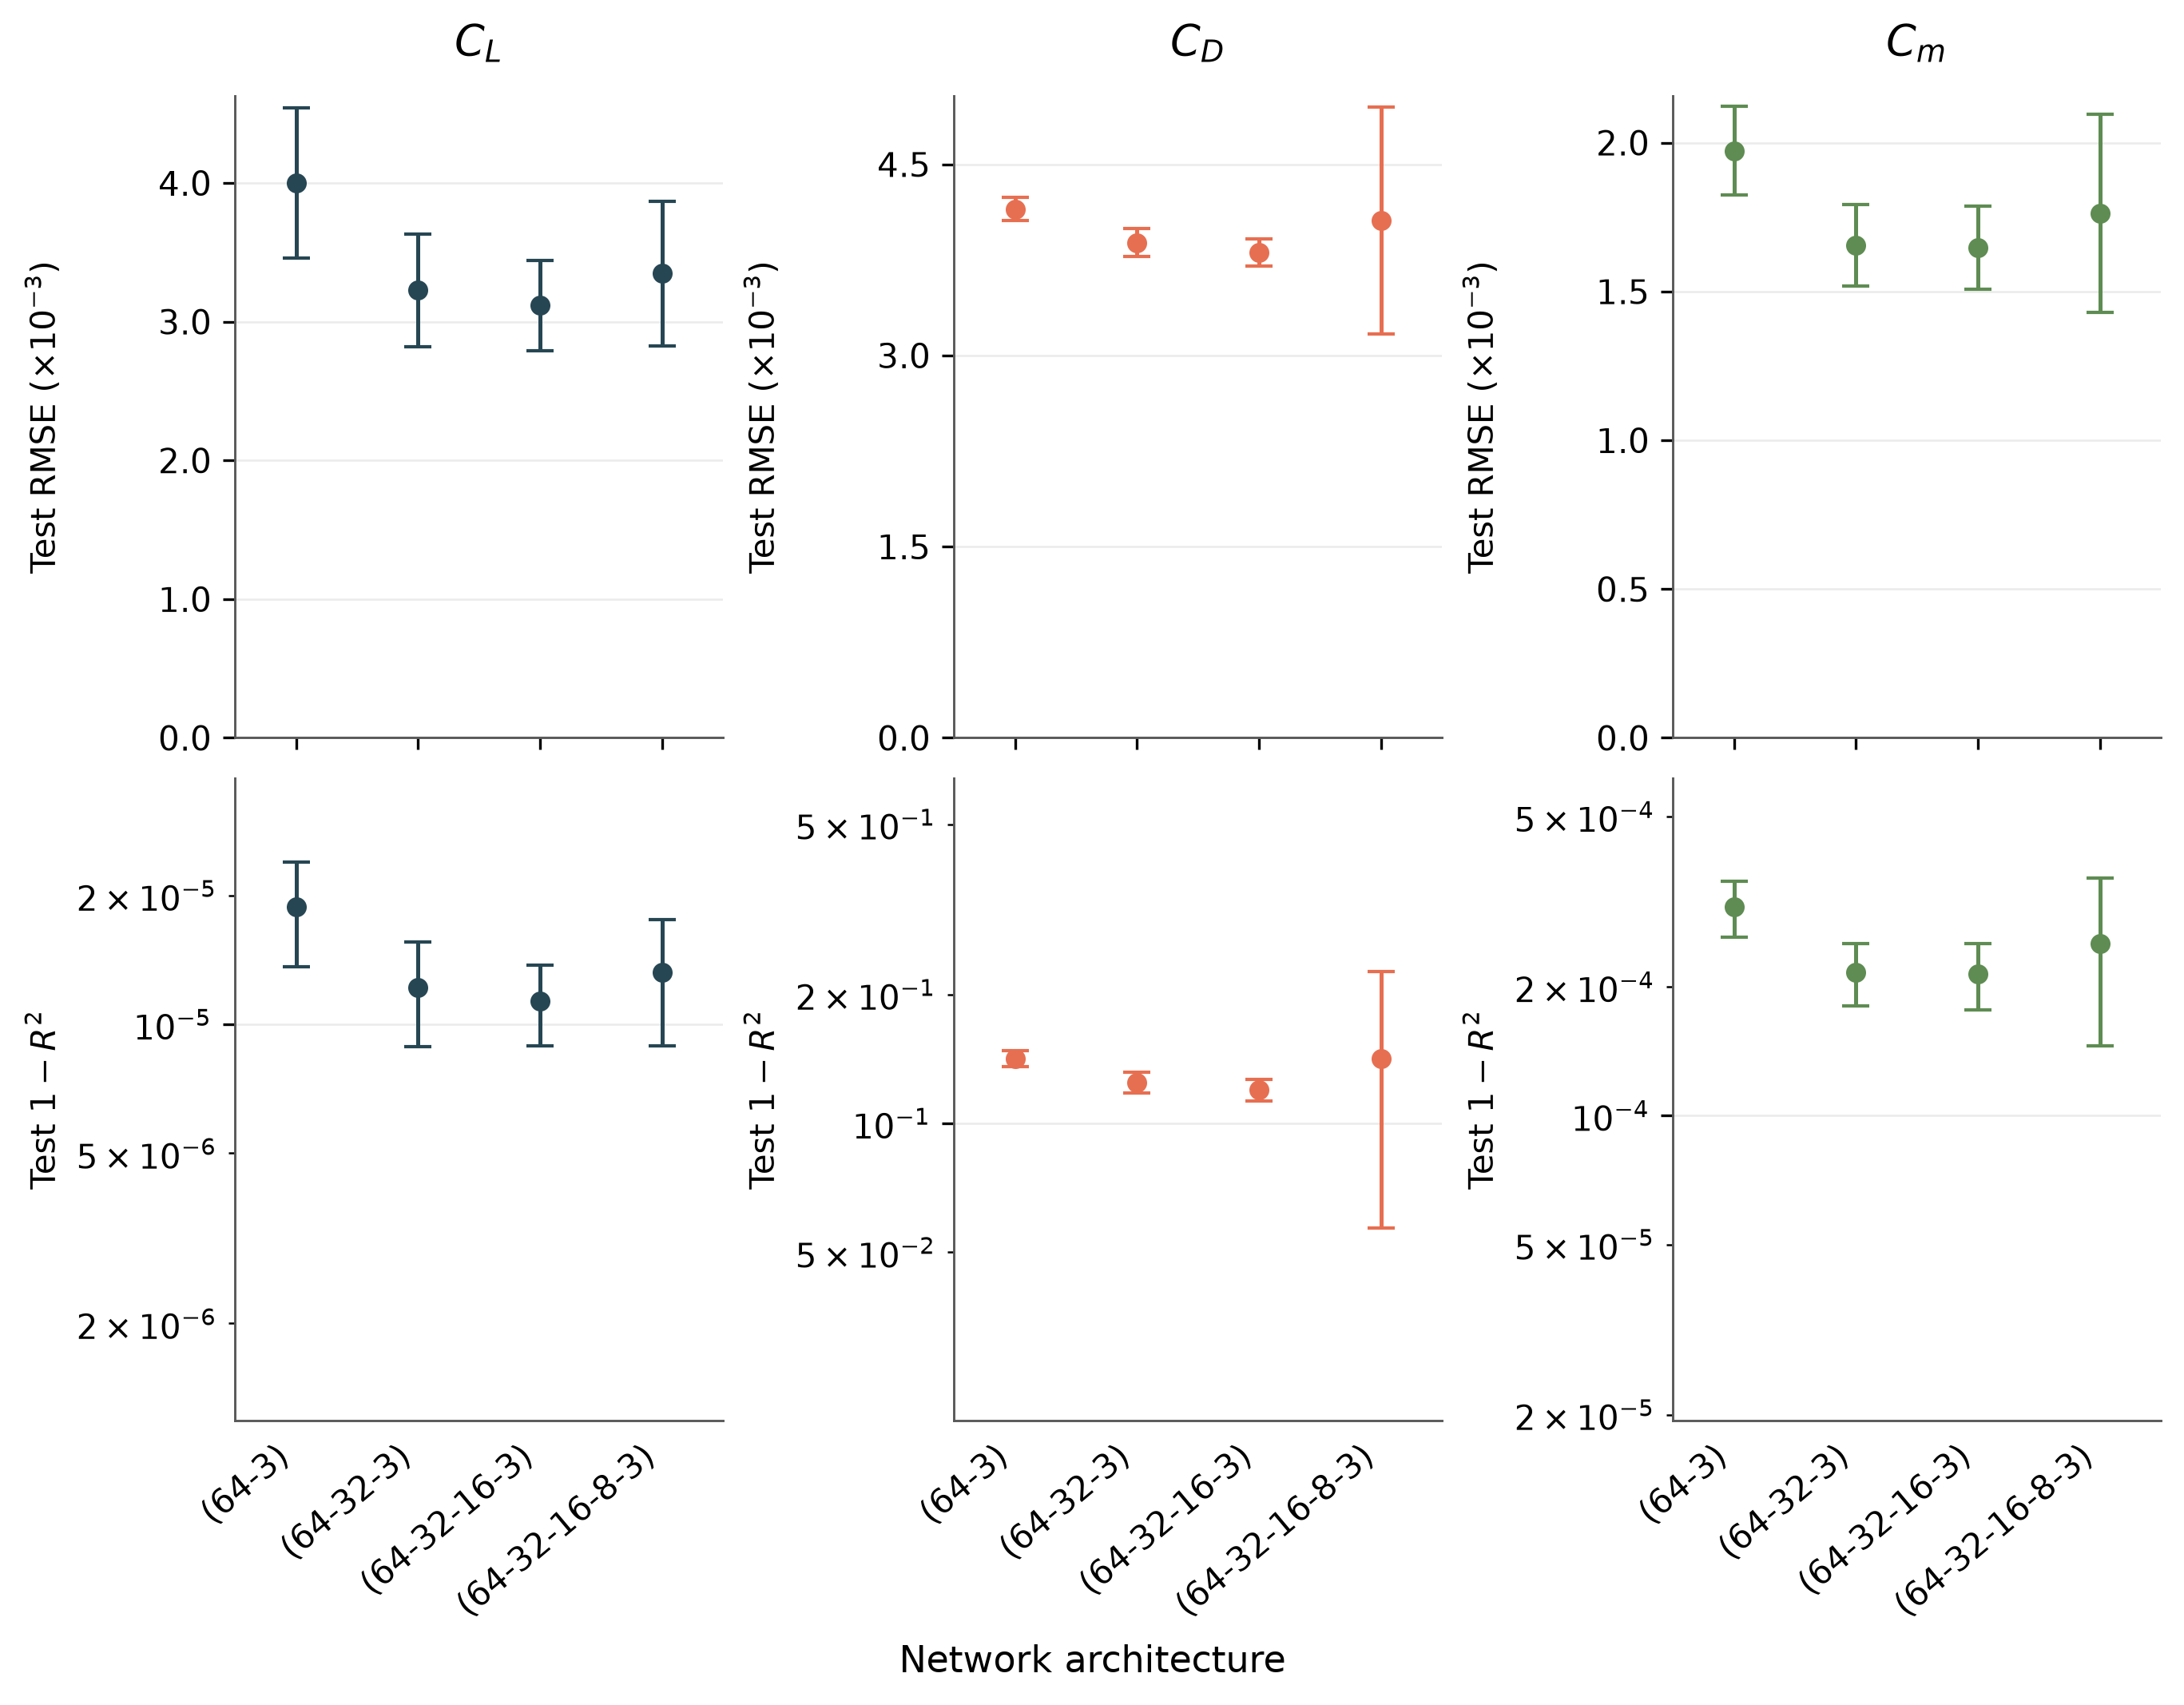 C_L
C_D
C_m
Test RMSE (×10⁻³)
4.0
3.0
2.0
1.0
0.0
Test RMSE (×10⁻³)
4.5
3.0
1.5
0.0
Test RMSE (×10⁻³)
2.0
1.5
1.0
0.5
0.0
Test 1 − R²
2 × 10⁻⁵
10⁻⁵
5 × 10⁻⁶
2 × 10⁻⁶
Test 1 − R²
5 × 10⁻¹
2 × 10⁻¹
10⁻¹
5 × 10⁻²
Test 1 − R²
5 × 10⁻⁴
2 × 10⁻⁴
10⁻⁴
5 × 10⁻⁵
2 × 10⁻⁵
(64-3)
(64-32-3)
(64-32-16-3)
(64-32-16-8-3)
(64-3)
(64-32-3)
(64-32-16-3)
(64-32-16-8-3)
(64-3)
(64-32-3)
(64-32-16-3)
(64-32-16-8-3)
Network architecture